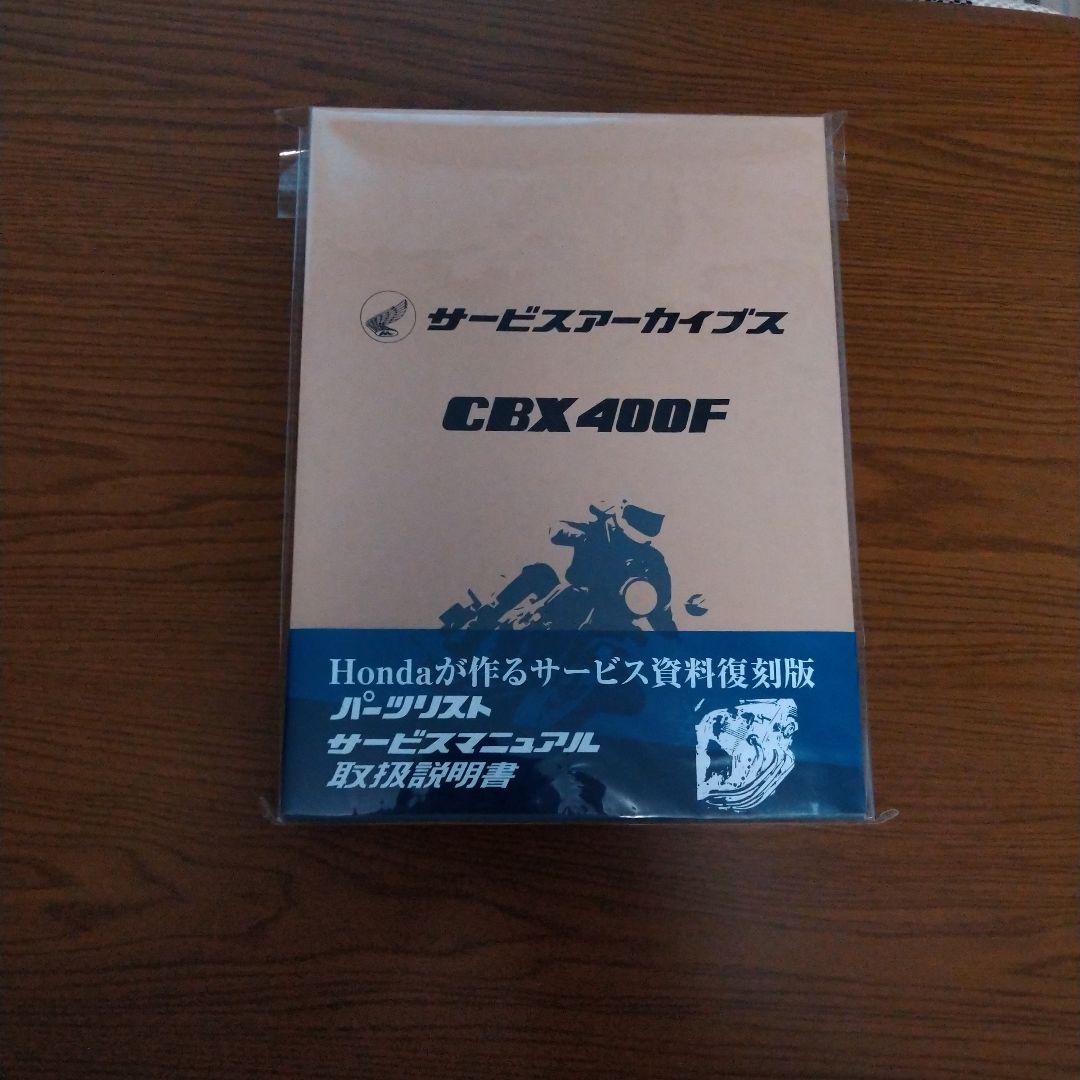 サービスアーカイブス
CBX400F
Hondaが作るサービス資料復刻版
パーツリスト
サービスマニュアル
取扱説明書